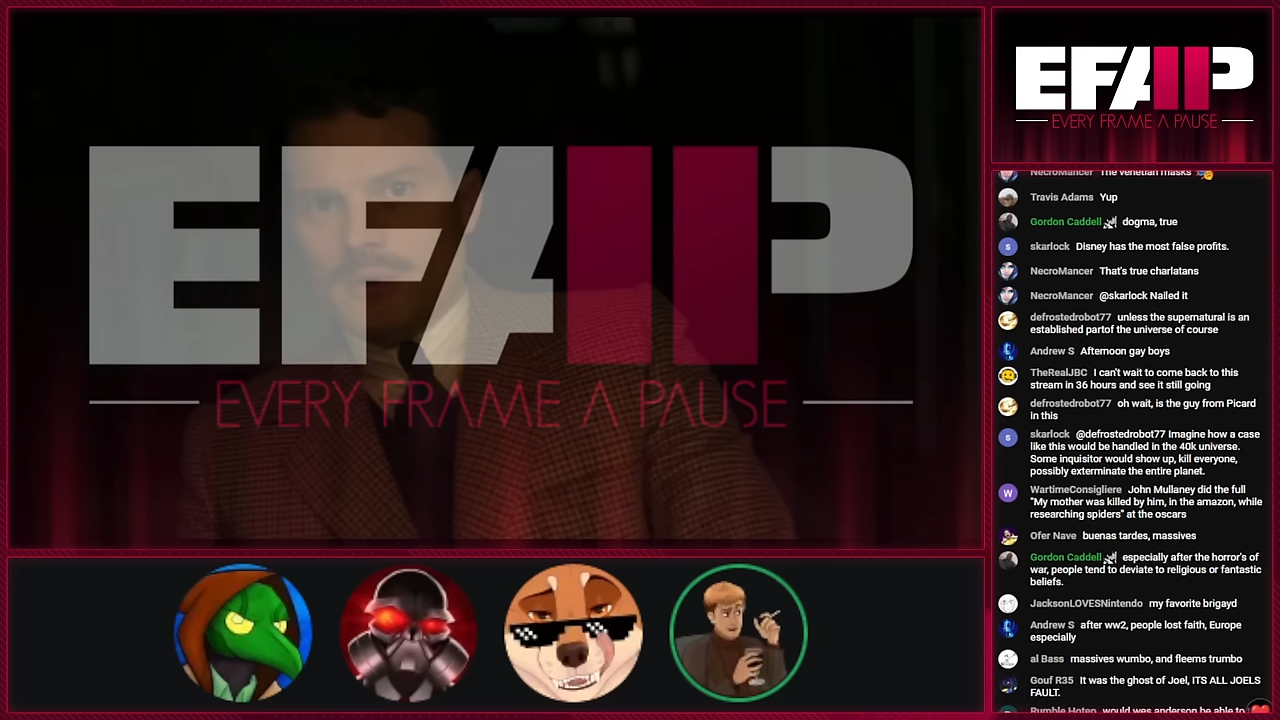 EFAP
EVERY FRAME A PAUSE
EFAP
EVERY FRAME A PAUSE
NecroMancer The venetian masks
Travis Adams Yup
Gordon Caddell dogma, true
S skarlock Disney has the most false profits.
NecroMancer That's true charlatans
NecroMancer @skarlock Nailed it
defrostedrobot77 unless the supernatural is an
established partof the universe of course
Andrew S Afternoon gay boys
TheRealJBC I can't wait to come back to this
stream in 36 hours and see it still going
defrostedrobot77 oh wait, is the guy from Picard
in this
S skarlock @defrostedrobot77 Imagine how a case
like this would be handled in the 40k universe.
Some inquisitor would show up, kill everyone,
possibly exterminate the entire planet.
W WartimeConsigliere John Mullaney did the full
"My mother was killed by him, in the amazon, while
researching spiders" at the oscars
Ofer Nave buenas tardes, massives
Gordon Caddell especially after the horror's of
war, people tend to deviate to religious or fantastic
beliefs.
JacksonLOVESNintendo my favorite brigayd
Andrew S after ww2, people lost faith, Europe
especially
al Bass massives wumbo, and fleems trumbo
Gouf R35 It was the ghost of Joel, ITS ALL JOELS
FAULT.
Rumble Hoten would wes anderson be able to